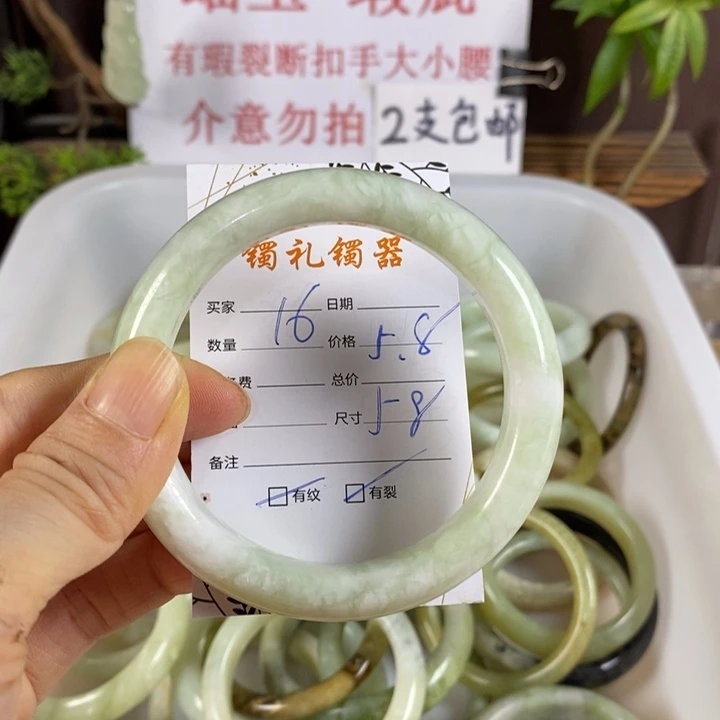 有瑕裂断扣手大小腰
介意勿拍 2支包邮
镯礼镯器
买家 16 日期
数量 价格 5.8
费 总价
尺寸 58
备注
有纹 有裂